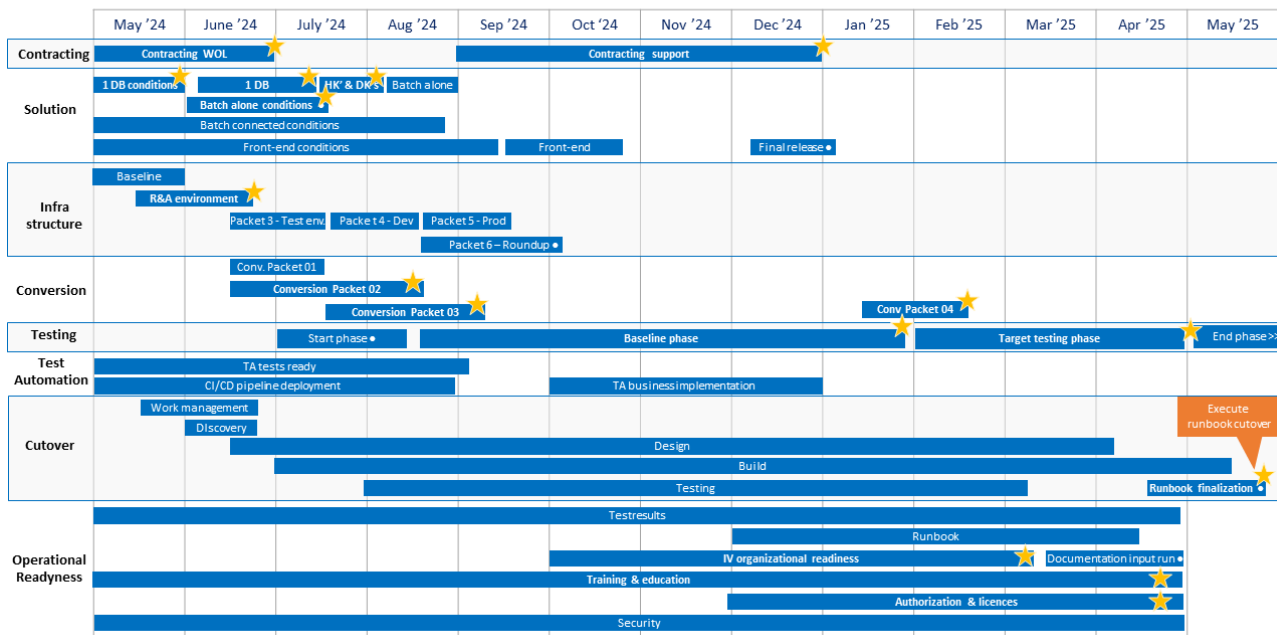 May '24 June '24 July '24 Aug '24 Sep '24 Oct '24 Nov '24 Dec '24 Jan '25 Feb '25 Mar '25 Apr '25 May '25
Contracting Contracting WOL Contracting support
1 DB conditions 1 DB HK' & DK's Batch alone
Solution Batch alone conditions
Batch connected conditions
Front-end conditions Front-end Final release
Baseline
R&A environment
Infra
structure
Packet 3 - Test env. Packet 4 - Dev Packet 5 - Prod
Packet 6 – Roundup
Conv. Packet 01
Conversion Conversion Packet 02
Conversion Packet 03 Conv Packet 04
Testing Start phase Baseline phase Target testing phase End phase >>
Test
Automation
TA tests ready
CI/CD pipeline deployment TA business implementation
Work management
DIscovery
Execute
runbook cutover
Cutover Design
Build
Testing Runbook finalization
Testresults
Runbook
Operational
Readyness
IV organizational readiness Documentation input run
Training & education
Authorization & licences
Security